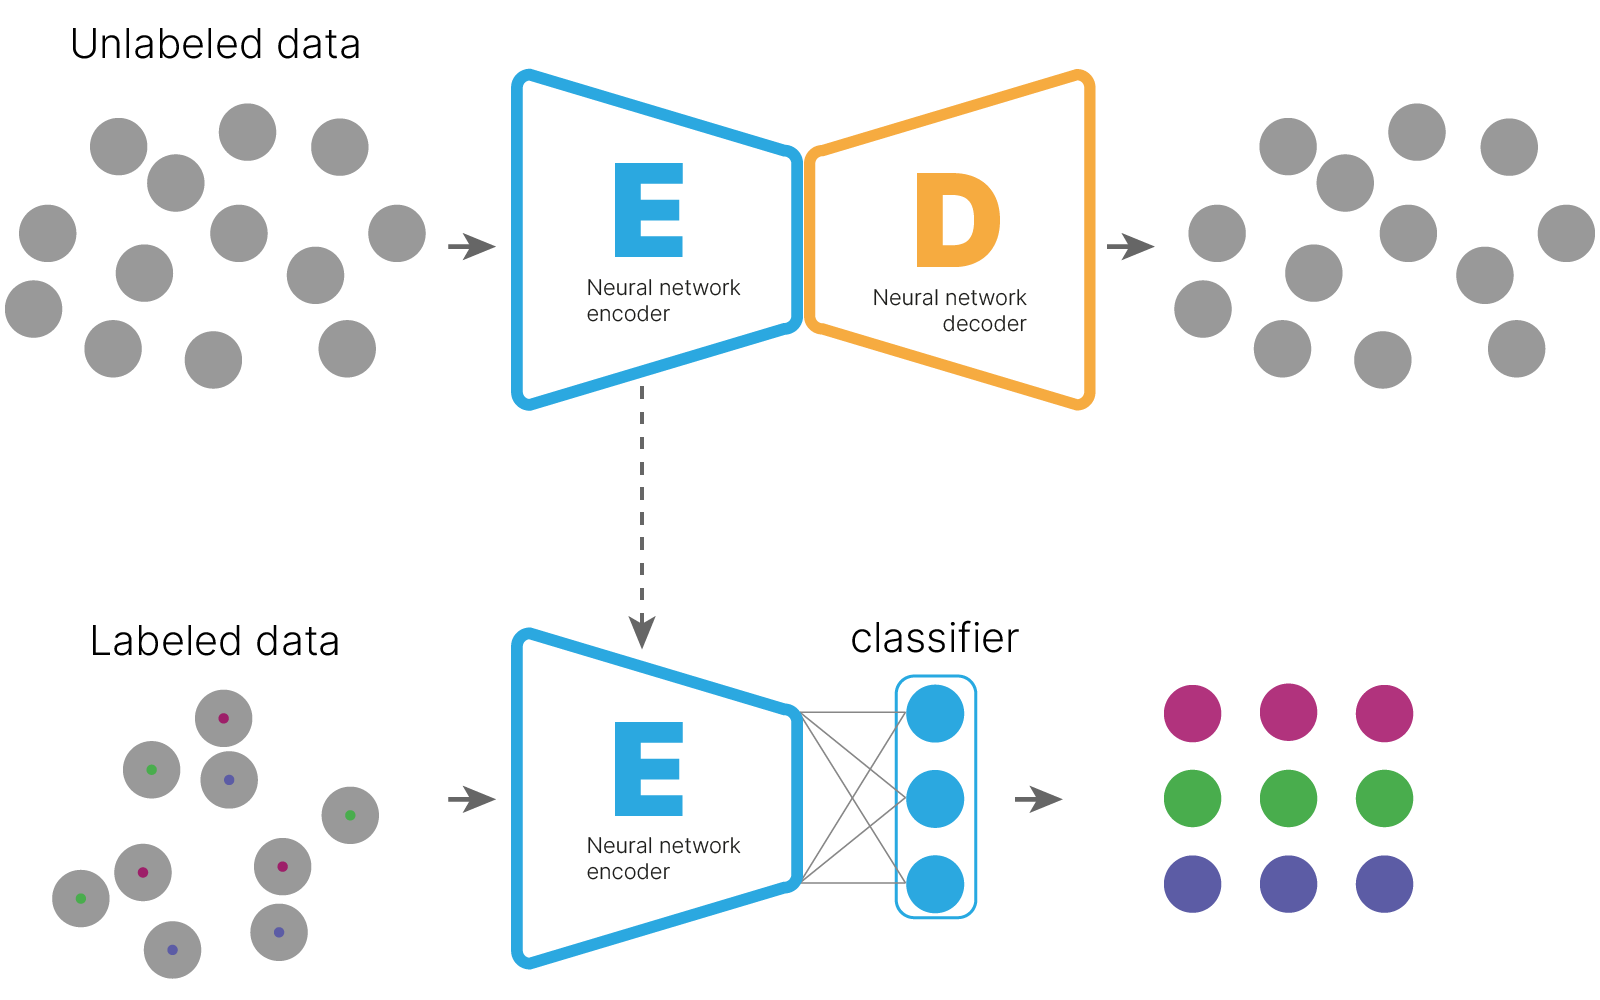 Unlabeled data
E
Neural network
encoder
D
Neural network
decoder
Labeled data
E
Neural network
encoder
classifier